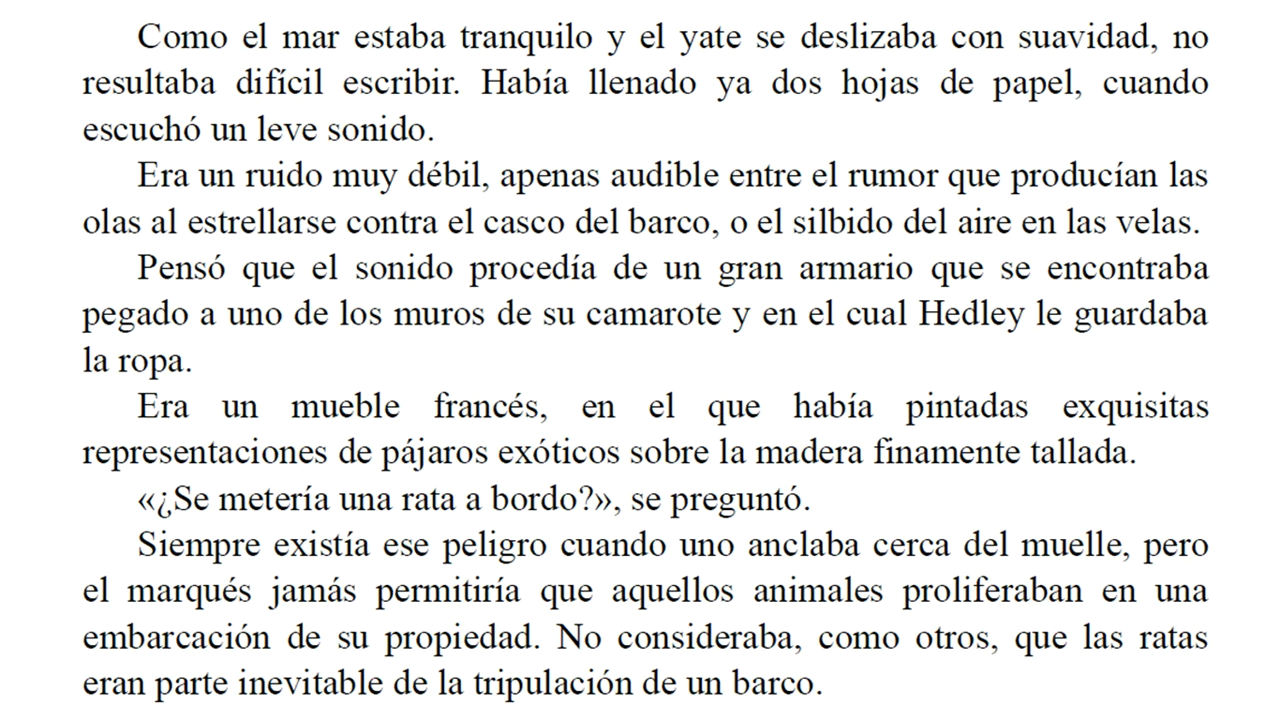 Como el mar estaba tranquilo y el yate se deslizaba con suavidad, no
resultaba difícil escribir. Había llenado ya dos hojas de papel, cuando
escuchó un leve sonido.
Era un ruido muy débil, apenas audible entre el rumor que producían las
olas al estrellarse contra el casco del barco, o el silbido del aire en las velas.
Pensó que el sonido procedía de un gran armario que se encontraba
pegado a uno de los muros de su camarote y en el cual Hedley le guardaba
la ropa.
Era un mueble francés, en el que había pintadas exquisitas
representaciones de pájaros exóticos sobre la madera finamente tallada.
«¿Se metería una rata a bordo?», se preguntó.
Siempre existía ese peligro cuando uno anclaba cerca del muelle, pero
el marqués jamás permitiría que aquellos animales proliferaban en una
embarcación de su propiedad. No consideraba, como otros, que las ratas
eran parte inevitable de la tripulación de un barco.